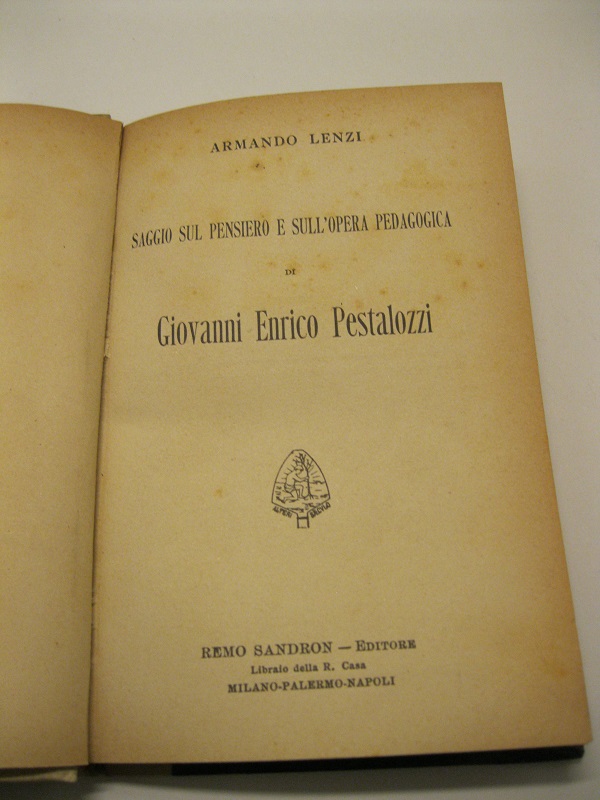 ARMANDO LENZI
SAGGIO SUL PENSIERO E SULL'OPERA PEDAGOGICA
DI
Giovanni Enrico Pestalozzi
REMO SANDRON — EDITORE
Libraio della R. Casa
MILANO-PALERMO-NAPOLI